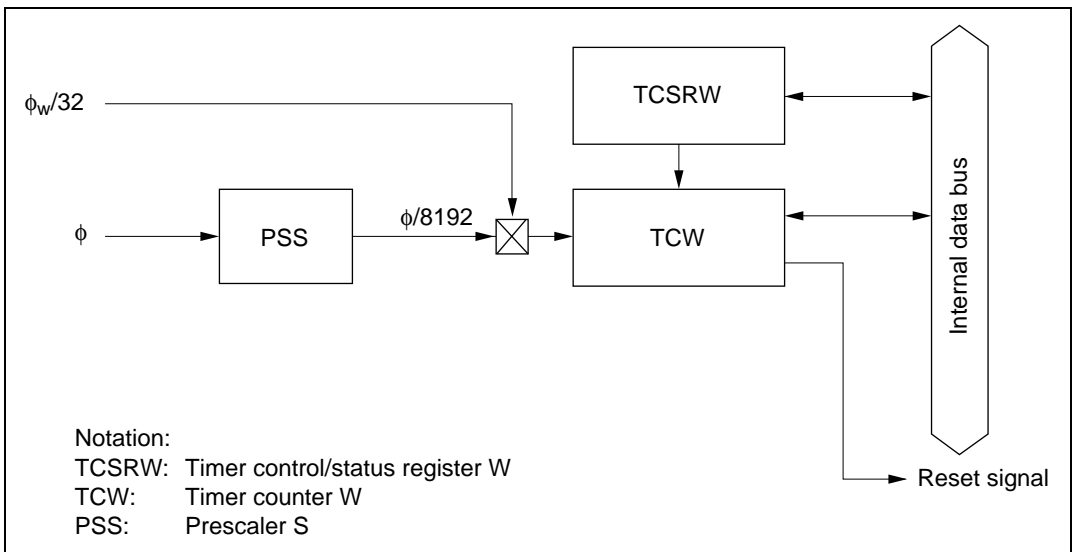 TCSRW
ϕw/32
Internal data bus
ϕ/8192
ϕ
PSS
TCW
Notation:
TCSRW: Timer control/status register W
TCW: Timer counter W
PSS: Prescaler S
Reset signal